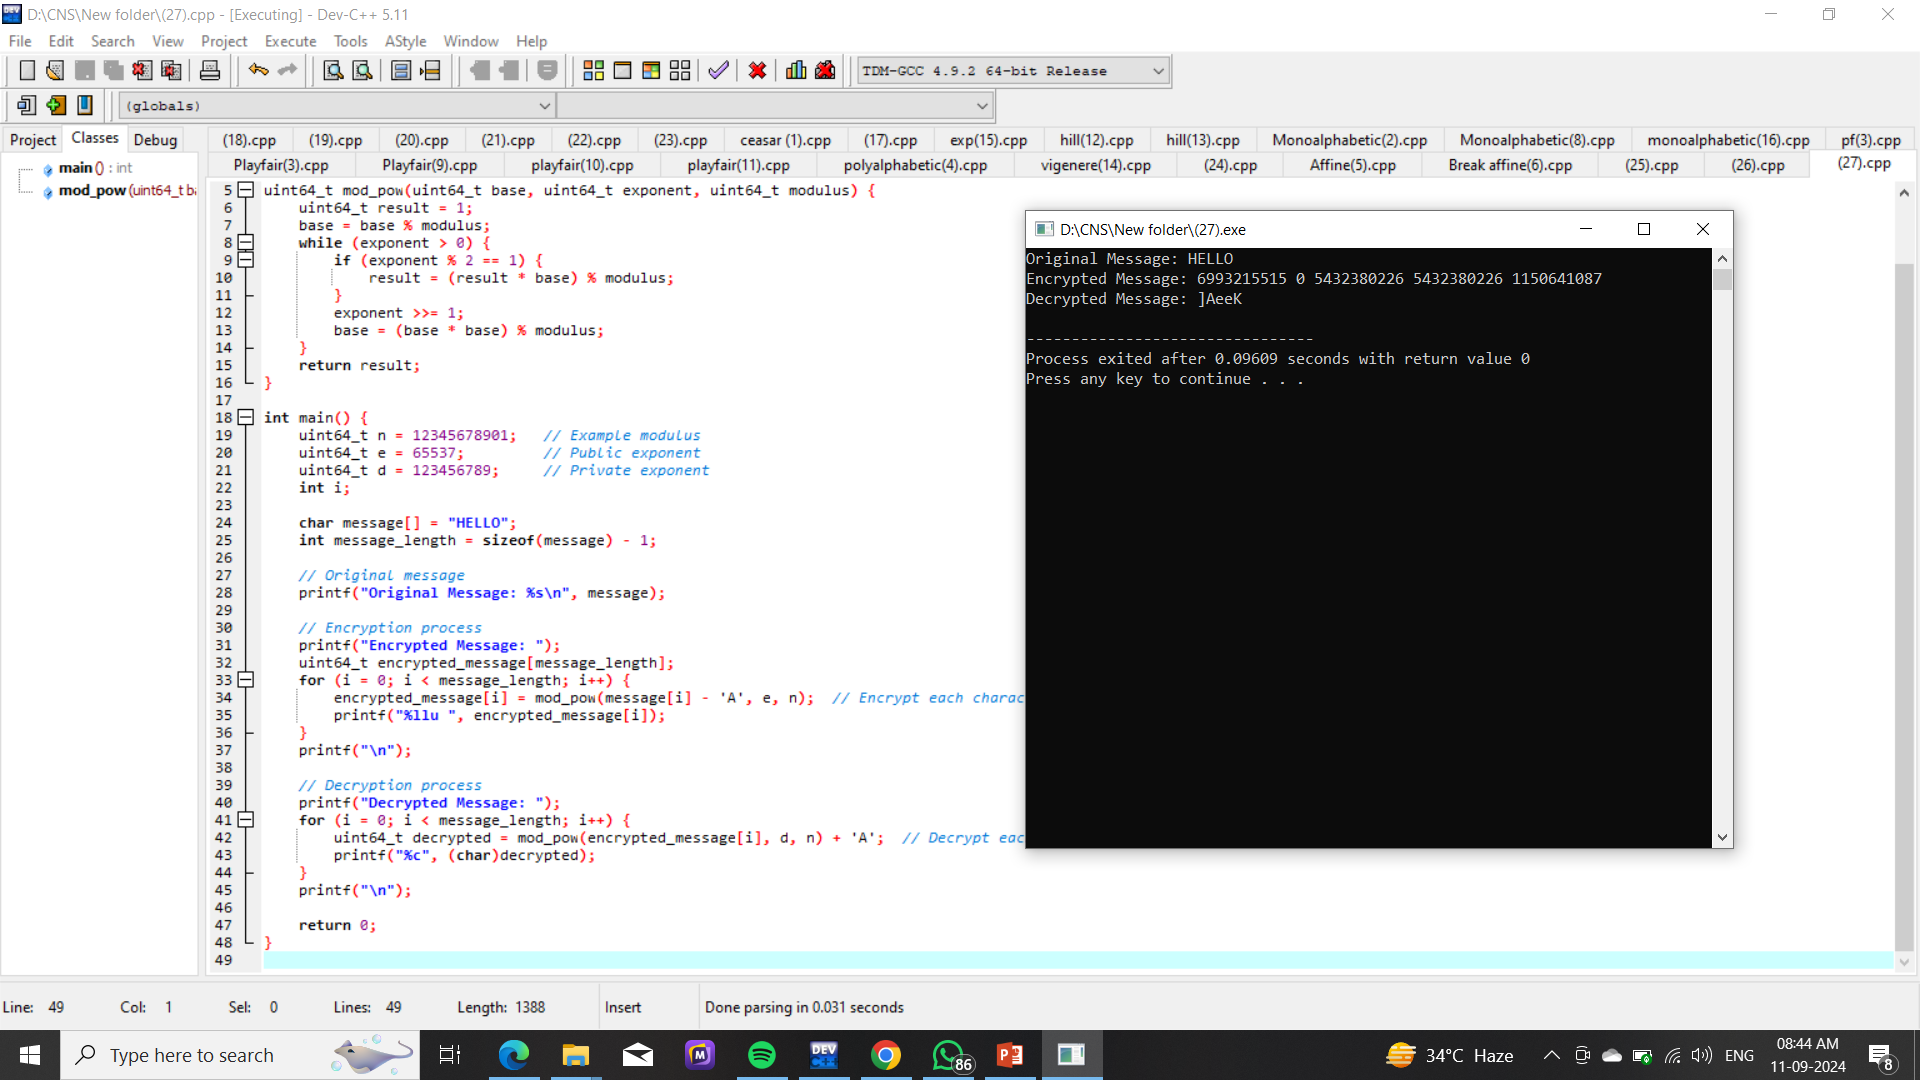 D:\CNS\New folder\(27).cpp - [Executing] - Dev-C++ 5.11
File Edit Search View Project Execute Tools AStyle Window Help
TDM-GCC 4.9.2 64-bit Release
(globals)
Project Classes Debug
(18).cpp (19).cpp (20).cpp (21).cpp (22).cpp (23).cpp ceasar (1).cpp (17).cpp exp(15).cpp hill(12).cpp hill(13).cpp Monoalphabetic(2).cpp Monoalphabetic(8).cpp monoalphabetic(16).cpp pf(3).cpp
Playfair(3).cpp Playfair(9).cpp playfair(10).cpp playfair(11).cpp polyalphabetic(4).cpp vigenere(14).cpp (24).cpp Affine(5).cpp Break affine(6).cpp (25).cpp (26).cpp (27).cpp
main () : int
mod_pow (uint64_t ba
5 uint64_t mod_pow(uint64_t base, uint64_t exponent, uint64_t modulus) {
6 uint64_t result = 1;
7 base = base % modulus;
8 while (exponent > 0) {
9 if (exponent % 2 == 1) {
10 result = (result * base) % modulus;
11 }
12 exponent >>= 1;
13 base = (base * base) % modulus;
14 }
15 return result;
16 }
17
18 int main() {
19 uint64_t n = 12345678901; // Example modulus
20 uint64_t e = 65537; // Public exponent
21 uint64_t d = 123456789; // Private exponent
22 int i;
23
24 char message[] = "HELLO";
25 int message_length = sizeof(message) - 1;
26
27 // Original message
28 printf("Original Message: %s\n", message);
29
30 // Encryption process
31 printf("Encrypted Message: ");
32 uint64_t encrypted_message[message_length];
33 for (i = 0; i < message_length; i++) {
34 encrypted_message[i] = mod_pow(message[i] - 'A', e, n); // Encrypt each charac
35 printf("%llu ", encrypted_message[i]);
36 }
37 printf("\n");
38
39 // Decryption process
40 printf("Decrypted Message: ");
41 for (i = 0; i < message_length; i++) {
42 uint64_t decrypted = mod_pow(encrypted_message[i], d, n) + 'A'; // Decrypt eac
43 printf("%c", (char)decrypted);
44 }
45 printf("\n");
46
47 return 0;
48 }
49
D:\CNS\New folder\(27).exe
Original Message: HELLO
Encrypted Message: 6993215515 0 5432380226 5432380226 1150641087
Decrypted Message: ]AeeK
--------------------------------
Process exited after 0.09609 seconds with return value 0
Press any key to continue . . .
Line: 49 Col: 1 Sel: 0 Lines: 49 Length: 1388 Insert Done parsing in 0.031 seconds
Type here to search
DEV
86
34°C Haze
ENG
08:44 AM
11-09-2024
8